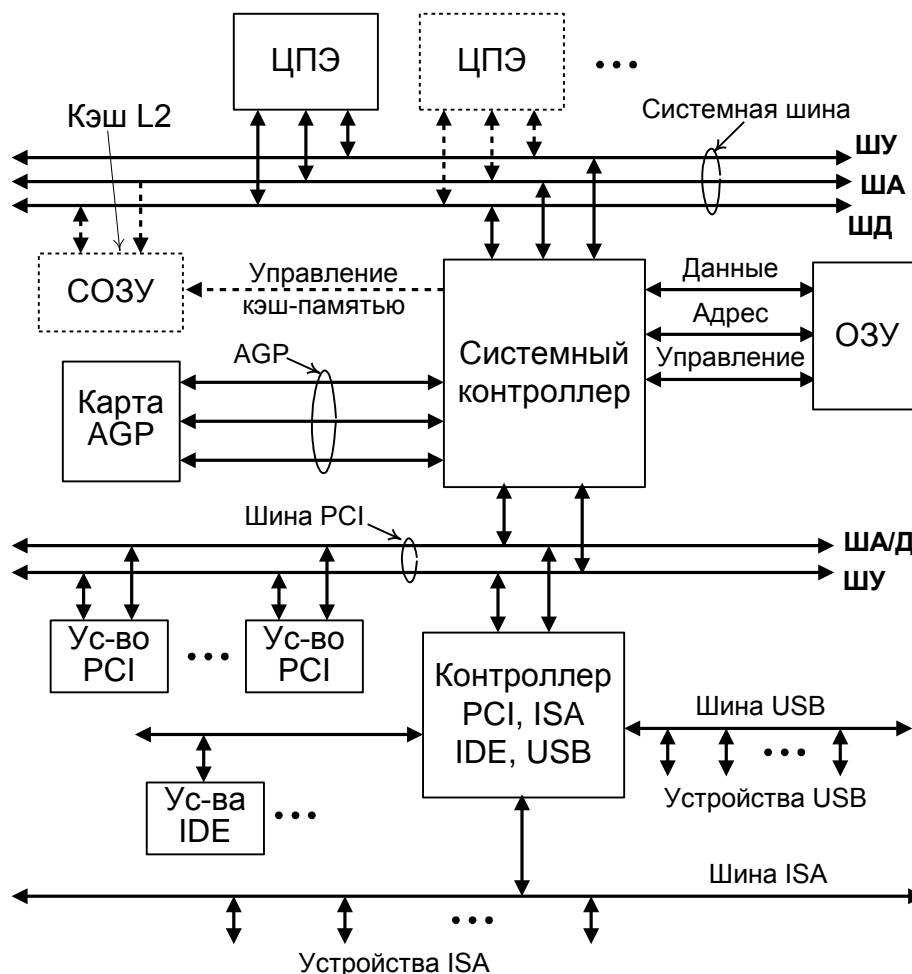 ЦПЭ
ЦПЭ
Кэш L2
Системная шина
ШУ
ША
ШД
СОЗУ
Управление
кэш-памятью
Данные
Адрес
Управление
ОЗУ
Системный
контроллер
AGP
Карта
AGP
Шина PCI
ША/Д
ШУ
Ус-во
PCI
Ус-во
PCI
Контроллер
PCI, ISA
IDE, USB
Шина USB
Устройства USB
Ус-ва
IDE
Шина ISA
Устройства ISA